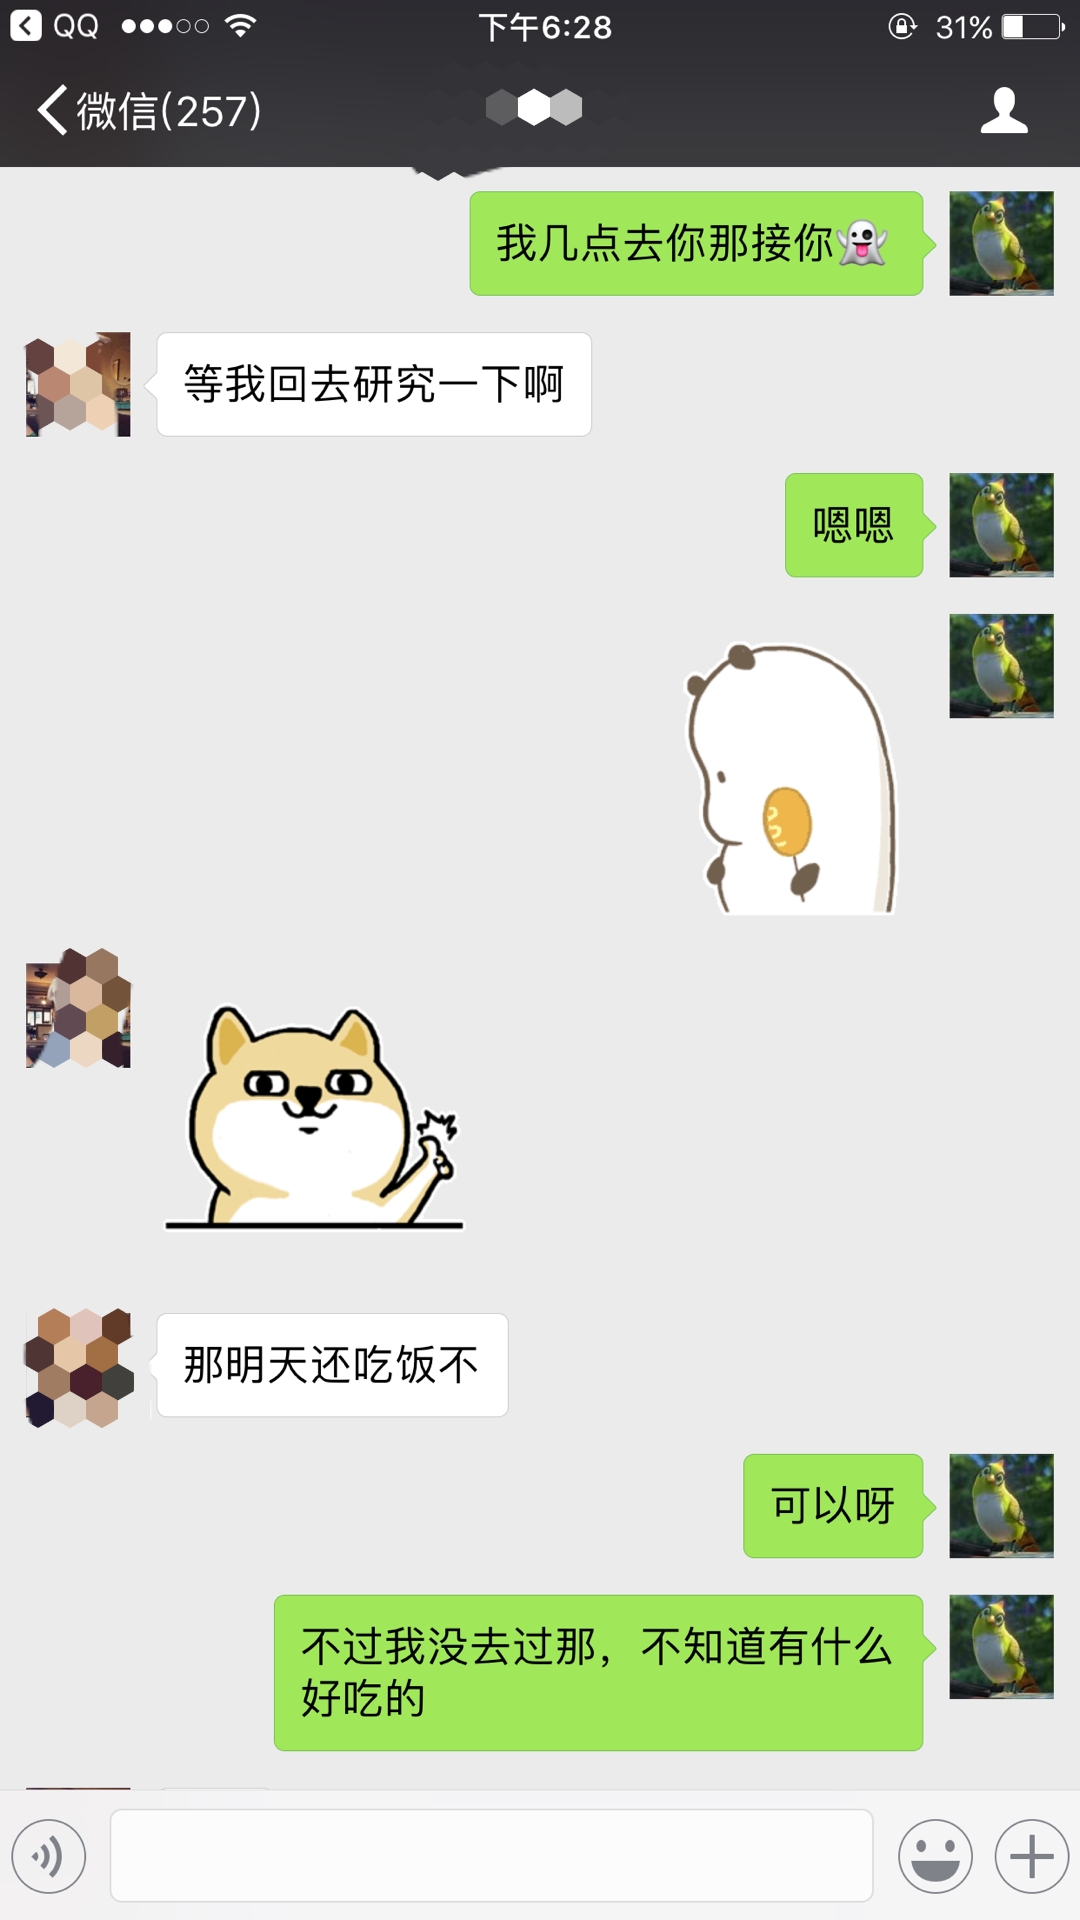 QQ 下午6:28 31%
微信(257)
我几点去你那接你👻
等我回去研究一下啊
嗯嗯
那明天还吃饭不
可以呀
不过我没去过那，不知道有什么
好吃的